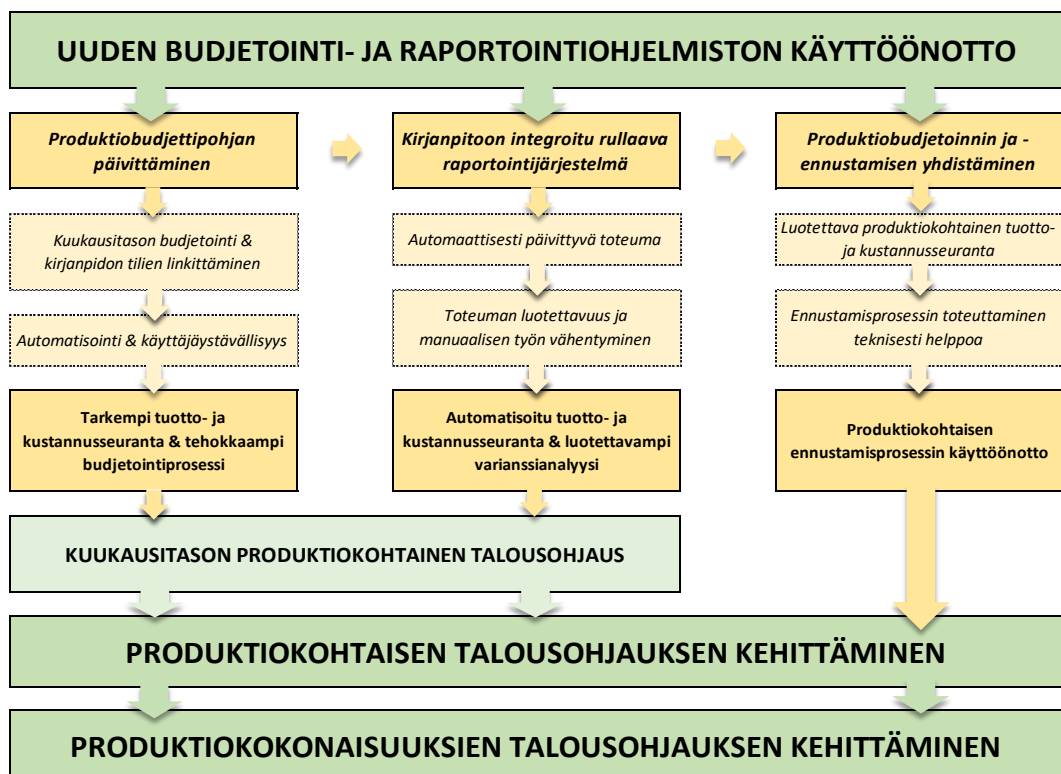 UUDEN BUDJETOINTI- JA RAPORTOINTIOHJELMISTON KÄYTTÖÖNOTTO
Produktiobudjettipohjan
päivittäminen
Kirjanpitoon integroitu rullaava
raportointijärjestelmä
Produktiobudjetoinnin ja -
ennustamisen yhdistäminen
Kuukausitason budjetointi &
kirjanpidon tilien linkittäminen
Automaattisesti päivittyvä toteuma
Luotettava produktiokohtainen tuotto-
ja kustannusseuranta
Automatisointi & käyttäjäystävällisyys
Toteuman luotettavuus ja
manuaalisen työn vähentyminen
Ennustamisprosessin toteuttaminen
teknisesti helppoa
Tarkempi tuotto- ja
kustannusseuranta & tehokkaampi
budjetointiprosessi
Automatisoitu tuotto- ja
kustannusseuranta & luotettavampi
varianssianalyysi
Produktiokohtaisen
ennustamisprosessin käyttöönotto
KUUKAUSITASON PRODUKTIOKOHTAINEN TALOUSOHJAUS
PRODUKTIOKOHTAISEN TALOUSOHJAUKSEN KEHITTÄMINEN
PRODUKTIOKOKONAISUUKSIEN TALOUSOHJAUKSEN KEHITTÄMINEN